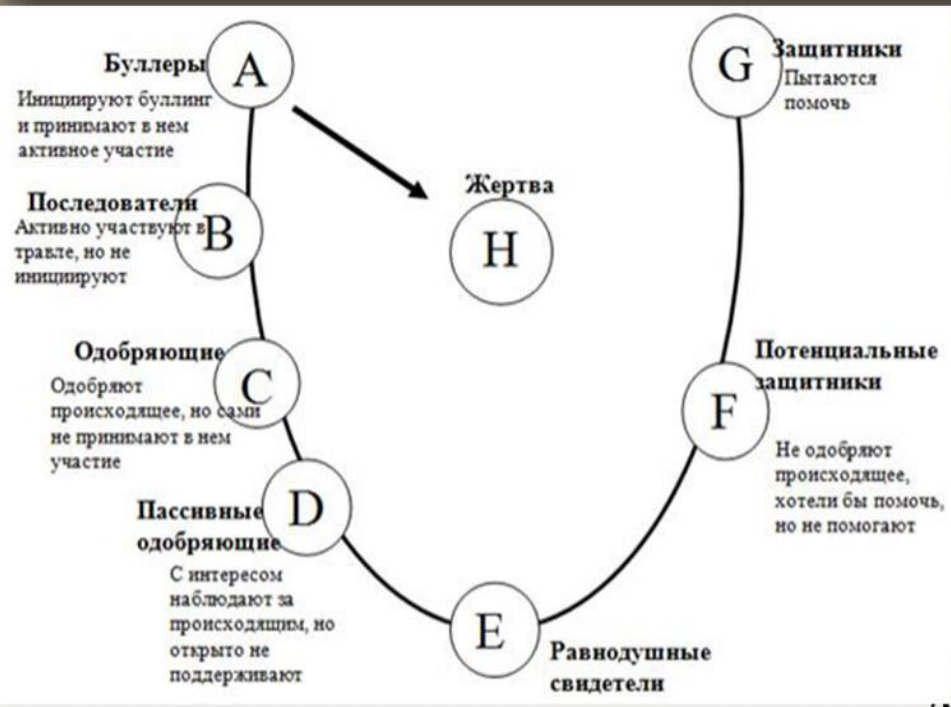 A
Буллеры
Инициируют буллинг
и принимают в нем
активное участие
B
Последователи
Активно участвуют в
травле, но не
инициируют
C
Одобряющие
Одобряют
происходящее, но сами
не принимают в нем
участие
D
Пассивные
одобряющие
С интересом
наблюдают за
происходящим, но
открыто не
поддерживают
E
Равнодушные
свидетели
F
Потенциальные
защитники
Не одобряют
происходящее,
хотели бы помочь,
но не помогают
G
Защитники
Пытаются
помочь
Жертва
H